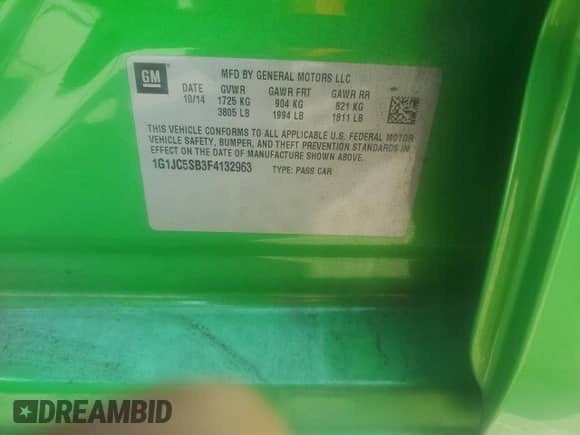 GM
MFD BY GENERAL MOTORS LLC
DATE GVWR GAWR FRT GAWR RR
10/14 1725 KG 904 KG 821 KG
3805 LB 1994 LB 1811 LB
THIS VEHICLE CONFORMS TO ALL APPLICABLE U.S. FEDERAL MOTOR
VEHICLE SAFETY, BUMPER, AND THEFT PREVENTION STANDARDS IN
EFFECT ON THE DATE OF MANUFACTURE SHOWN ABOVE.
1G1JC5SB3F4132963 TYPE: PASS CAR
DREAMBID